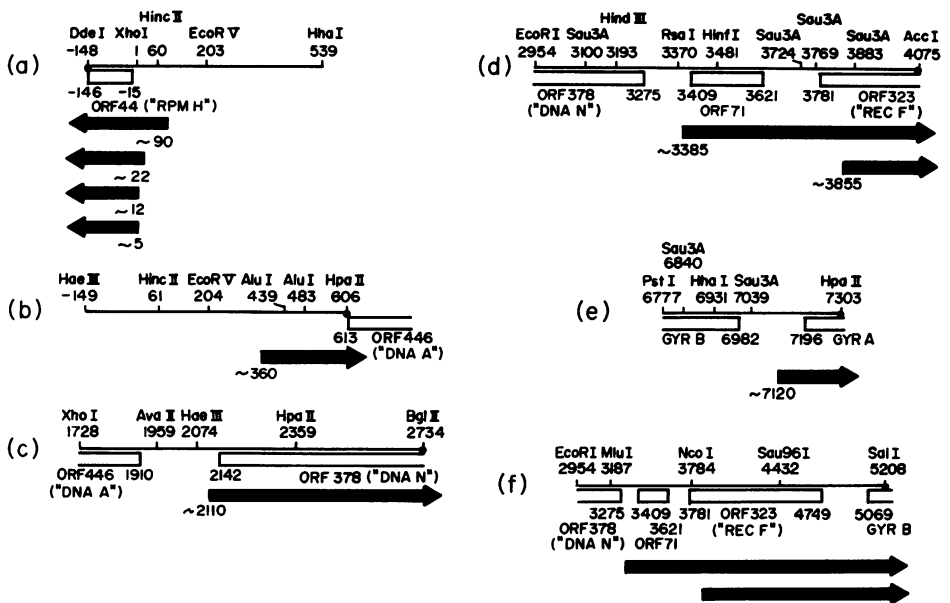 (a)
Hinc II
Dde I XhoI EcoR V Hha I
-148 1 60 203 539
-146 -15
ORF44 ("RPM H")
~90
~22
~12
~5
(b)
Hae III Hinc II EcoR V Alu I Alu I Hpa II
-149 61 204 439 483 606
613 ORF446
("DNA A")
~360
(c)
Xho I Ava II Hae III Hpa II Bgl II
1728 1959 2074 2359 2734
ORF446 1910 2142 ORF 378 ("DNA N")
("DNA A")
~2110
(d)
Hind III Sau3A
EcoR I Sau3A Rsa I Hinf I Sau3A Sau3A Acc I
2954 3100 3193 3370 3481 3724 3769 3883 4075
ORF378 3275 3409 3621 3781 ORF323
("DNA N") ORF71 ("REC F")
~3385
~3855
(e)
Sau3A
6840
Pst I Hha I Sau3A Hpa II
6777 6931 7039 7303
GYR B 6982 7196 GYR A
~7120
(f)
EcoRI Mlu I Nco I Sau96 I Sal I
2954 3187 3784 4432 5208
3275 3409 3781 ORF323 4749 5069
ORF378 3621 ("REC F") GYR B
("DNA N") ORF71